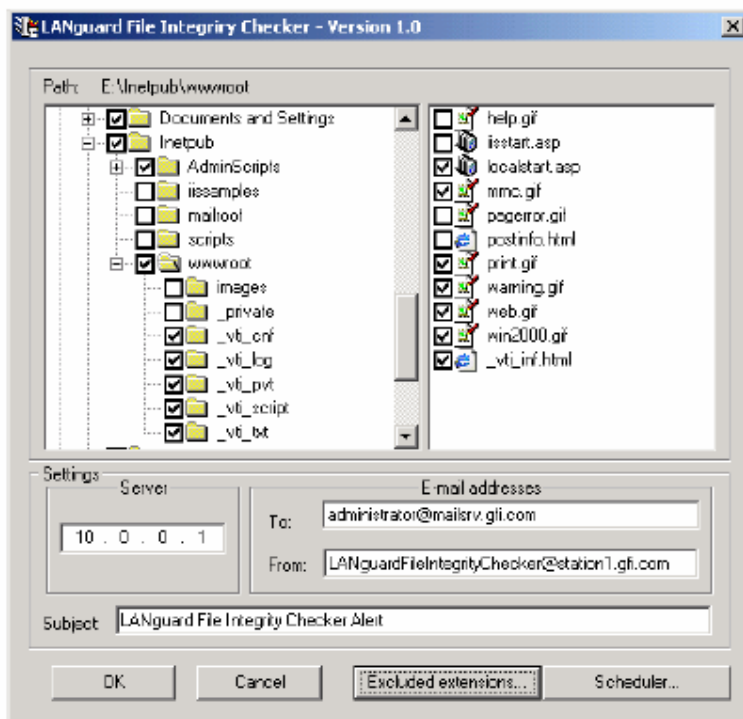 LANguard File Integriry Checker - Version 1.0
Path: E:\Inetpub\wwwroot
Documents and Settings
Inetpub
AdminScripts
iissamples
mailroot
scripts
wwwroot
images
_private
_vti_cnf
_vti_log
_vti_pvt
_vti_script
_vti_txt
help.gif
iisstart.asp
localstart.asp
mmc.gif
pagerror.gif
postinfo.html
print.gif
warning.gif
web.gif
win2000.gif
_vti_inf.html
Settings
Server
10 . 0 . 0 . 1
E-mail addresses
To: administrator@mailsrv.gfi.com
From: LANguardFileIntegrityChecker@station1.gfi.com
Subject: LANguard File Integrity Checker Alert
OK
Cancel
Excluded extensions...
Scheduler...